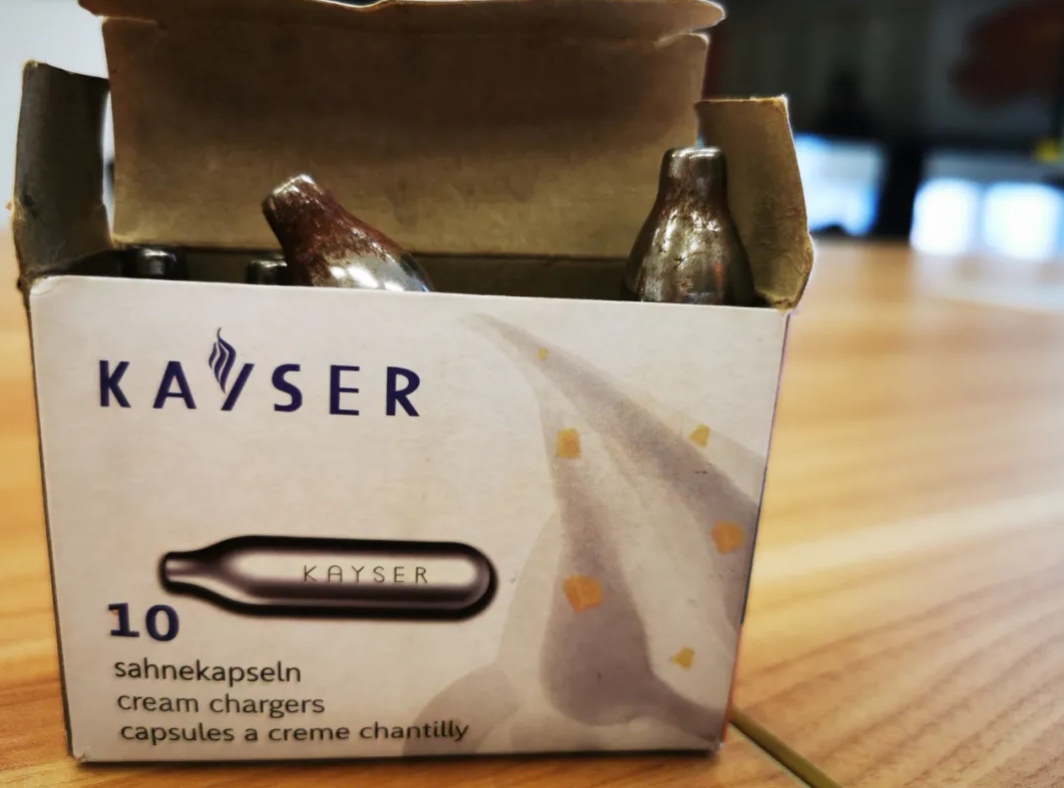 KAYSER
KAYSER
10
sahnekapseln
cream chargers
capsules a creme chantilly